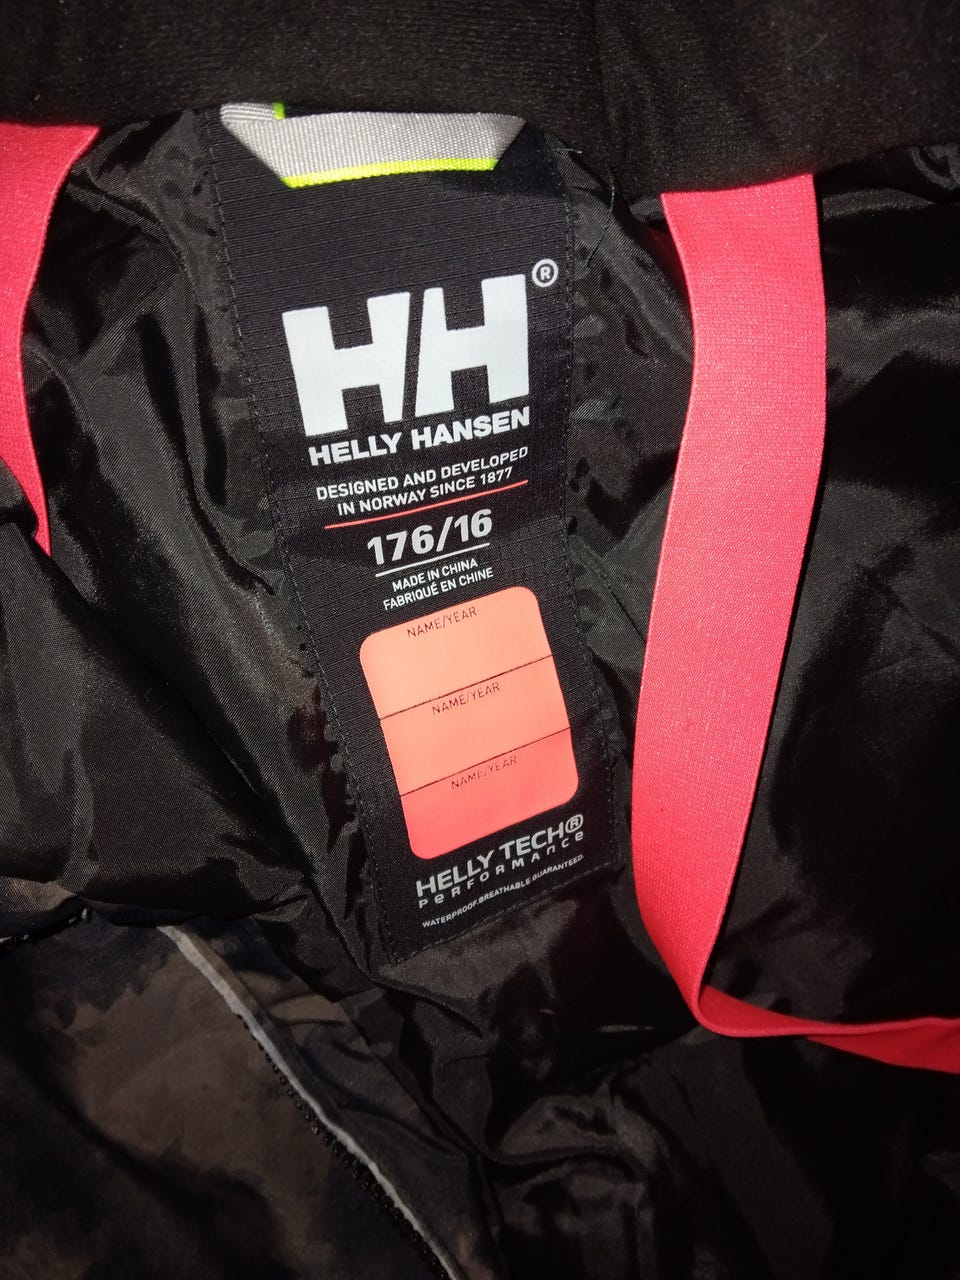 HH®
HELLY HANSEN
DESIGNED AND DEVELOPED
IN NORWAY SINCE 1877
176/16
MADE IN CHINA
FABRIQUÉ EN CHINE
NAME/YEAR
NAME/YEAR
NAME/YEAR
HELLY TECH®
PERFORMANCE
WATERPROOF.BREATHABLE.GUARANTEED